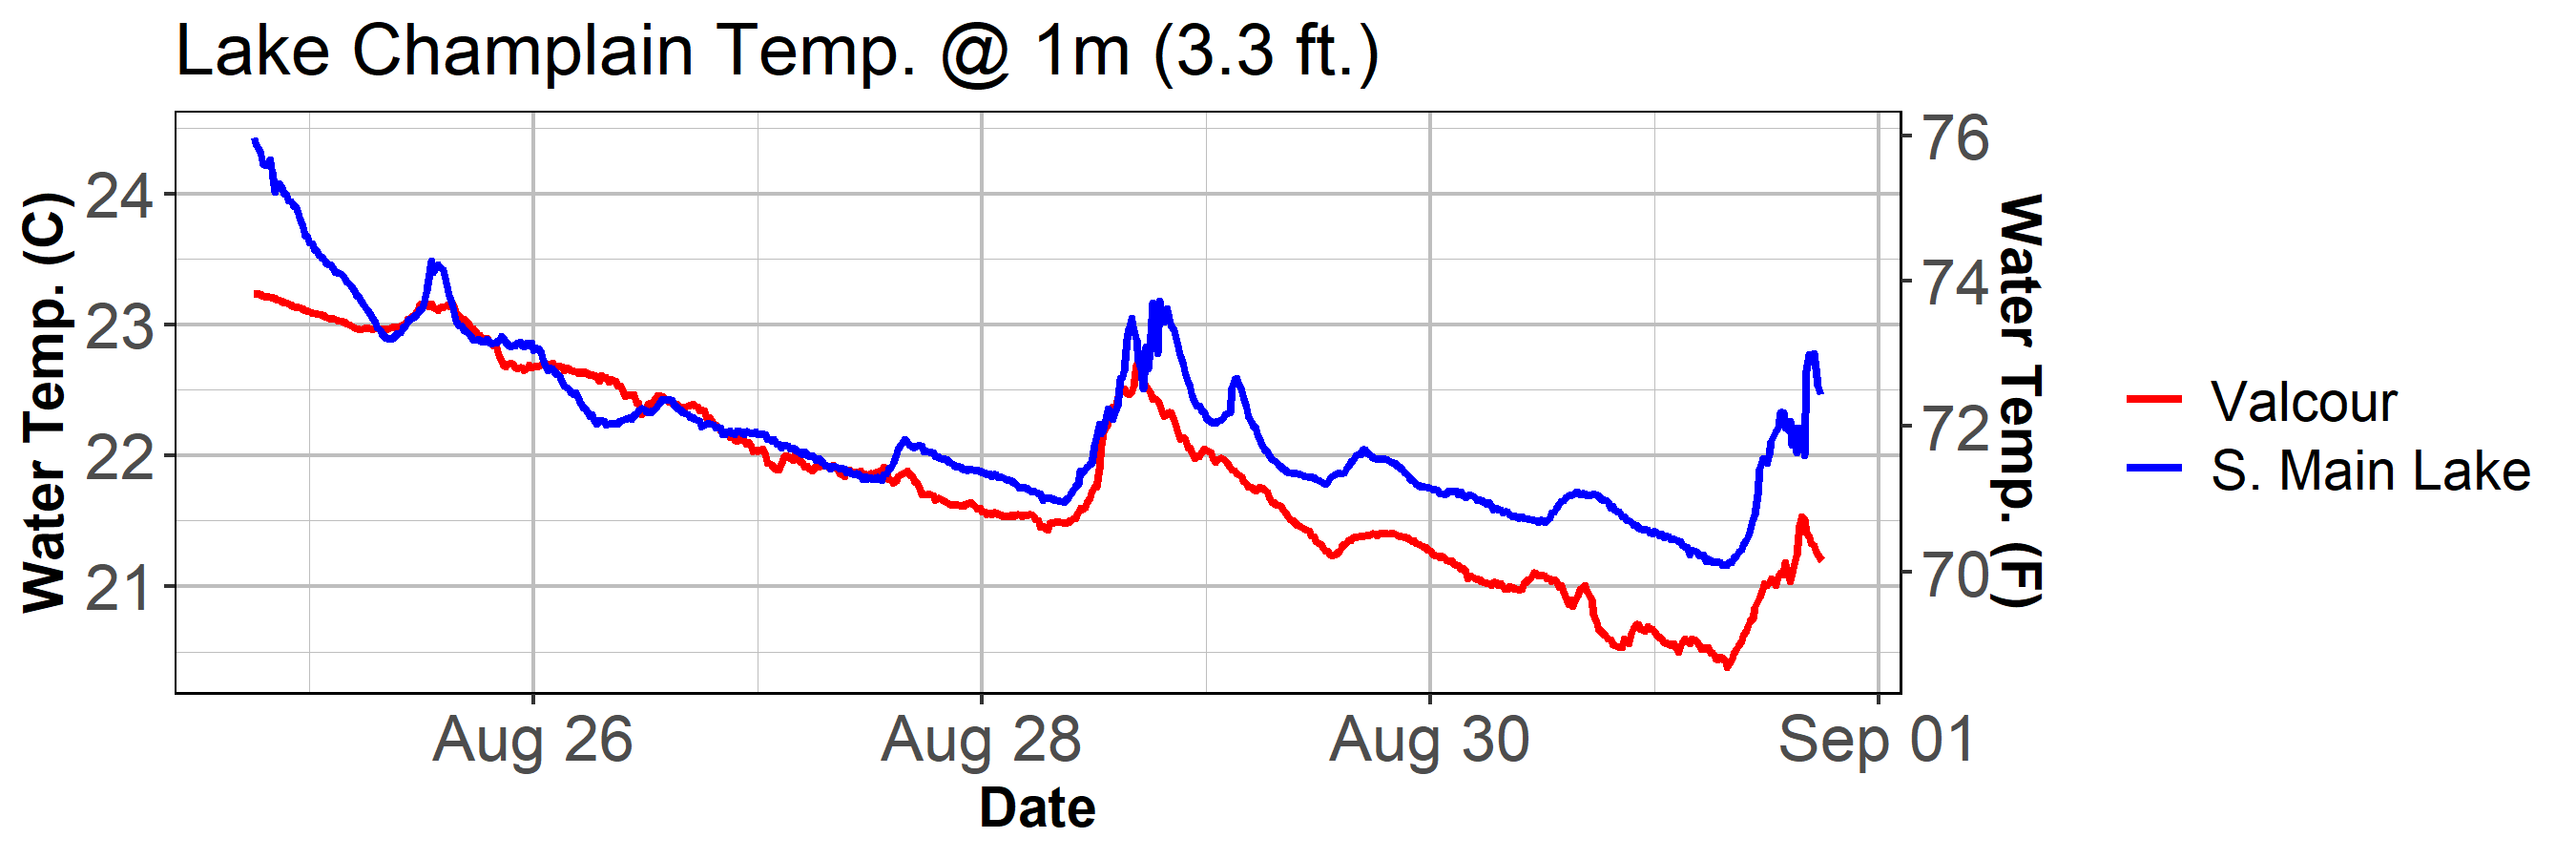 Lake Champlain Temp. @ 1m (3.3 ft.)
Water Temp. (C)
24
23
22
21
76
74
72
70
Water Temp. (F)
Aug 26
Aug 28
Aug 30
Sep 01
Date
Valcour
S. Main Lake